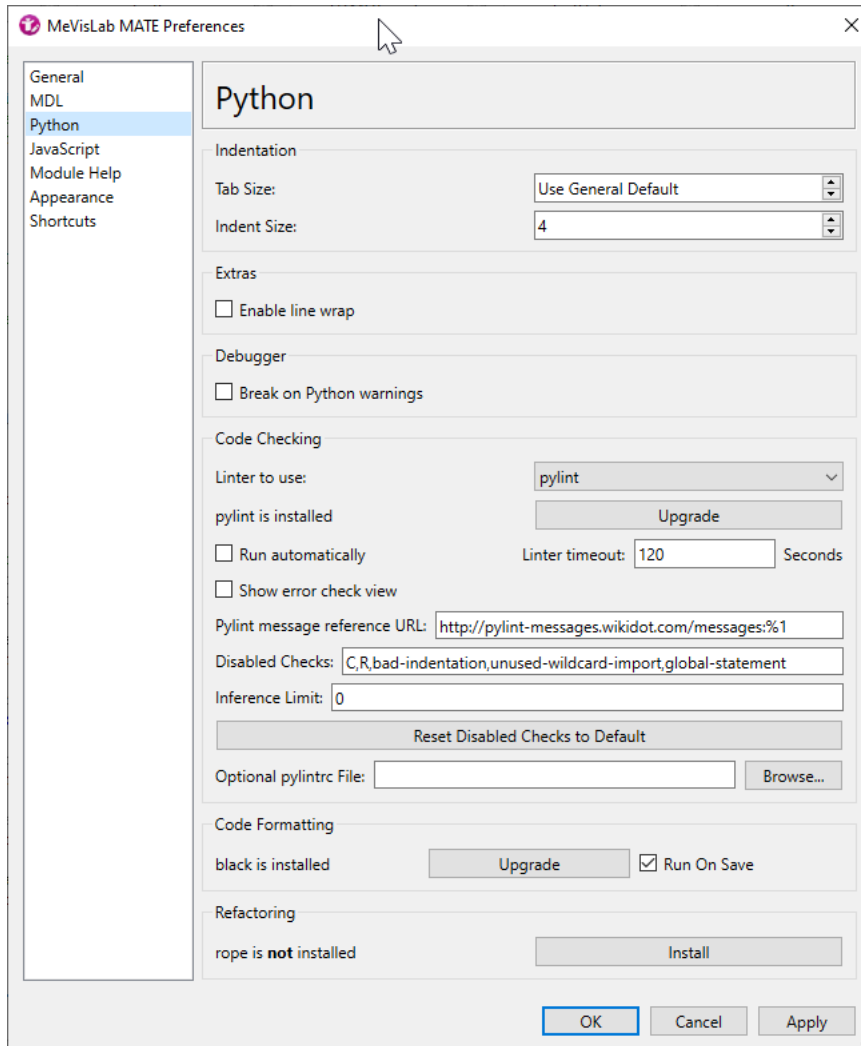 MeVisLab MATE Preferences
General
MDL
Python
JavaScript
Module Help
Appearance
Shortcuts
Python
Indentation
Tab Size: Use General Default
Indent Size: 4
Extras
Enable line wrap
Debugger
Break on Python warnings
Code Checking
Linter to use: pylint
pylint is installed Upgrade
Run automatically Linter timeout: 120 Seconds
Show error check view
Pylint message reference URL: http://pylint-messages.wikidot.com/messages:%1
Disabled Checks: C,R,bad-indentation,unused-wildcard-import,global-statement
Inference Limit: 0
Reset Disabled Checks to Default
Optional pylintrc File: Browse...
Code Formatting
black is installed Upgrade Run On Save
Refactoring
rope is not installed Install
OK Cancel Apply